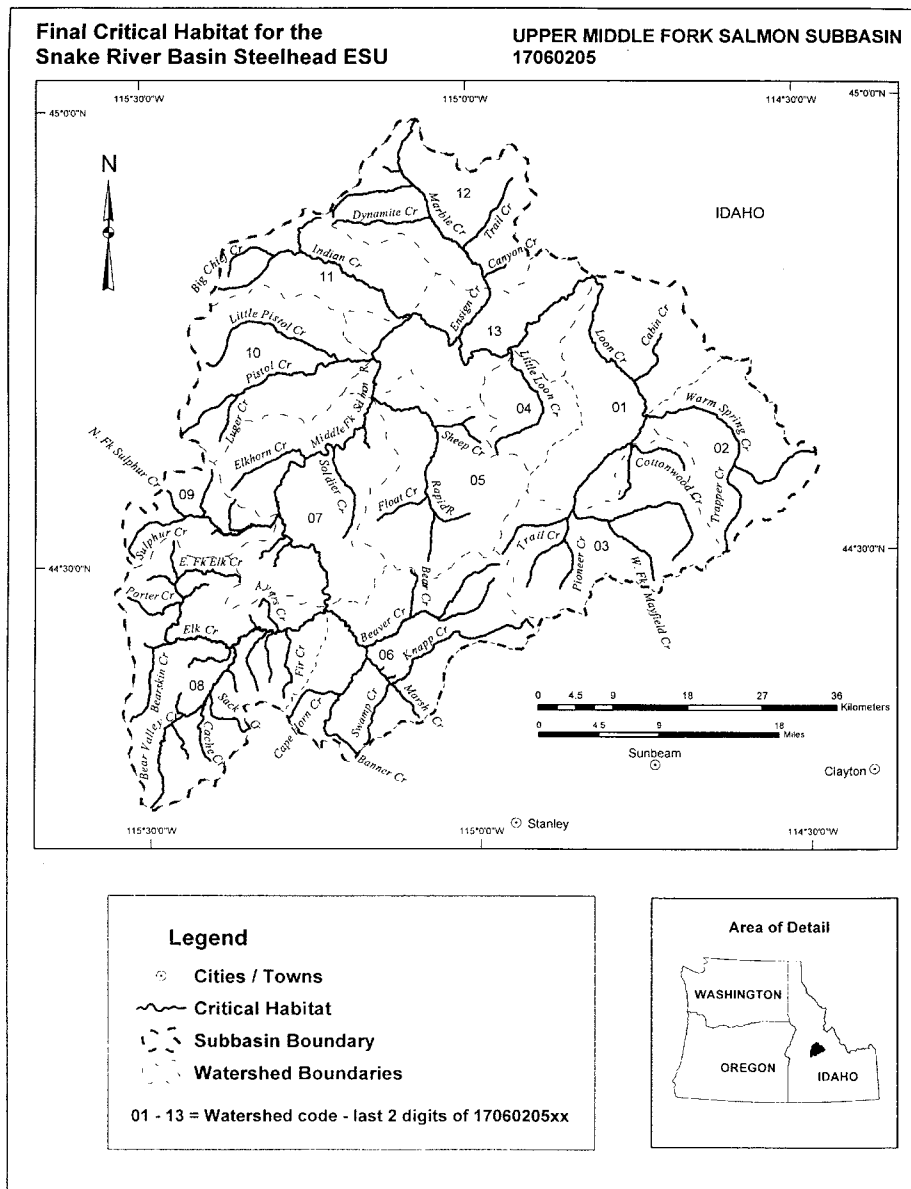 Final Critical Habitat for the
Snake River Basin Steelhead ESU
UPPER MIDDLE FORK SALMON SUBBASIN
17060205
115°30'0"W
115°0'0"W
114°30'0"W
45°0'0"N
45°0'0"N
N
IDAHO
12
Marble Cr
Trail Cr
Dynamite Cr
Canyon Cr
Big Chief Cr
Indian Cr
11
Ensign Cr
13
Little Pistol Cr
10
Pistol Cr
Luger Cr
Loon Cr
Cabin Cr
Little Loon Cr
04
01
Warm Spring Cr
02
Middle Fk Salmon R
Sheep Cr
Elkhorn Cr
Soldier Cr
05
Cottonwood Cr
Trapper Cr
N. Fk Sulphur Cr
09
07
Float Cr
Rapid R
Sulphur Cr
Trail Cr
03
44°30'0"N
44°30'0"N
E. Fk Elk Cr
Pioneer Cr
W. Fk Mayfield Cr
Porter Cr
Ayers Cr
Bear Cr
Elk Cr
Beaver Cr
Knapp Cr
Fir Cr
06
Bearskin Cr
08
Sack Cr
Marsh Cr
Swamp Cr
Cape Horn Cr
Bear Valley Cr
Cache Cr
Banner Cr
0 4.5 9 18 27 36
Kilometers
0 4.5 9 18
Miles
Sunbeam
Clayton
Stanley
115°30'0"W
115°0'0"W
114°30'0"W
Legend
Cities / Towns
Critical Habitat
Subbasin Boundary
Watershed Boundaries
01 - 13 = Watershed code - last 2 digits of 17060205xx
Area of Detail
WASHINGTON
OREGON
IDAHO